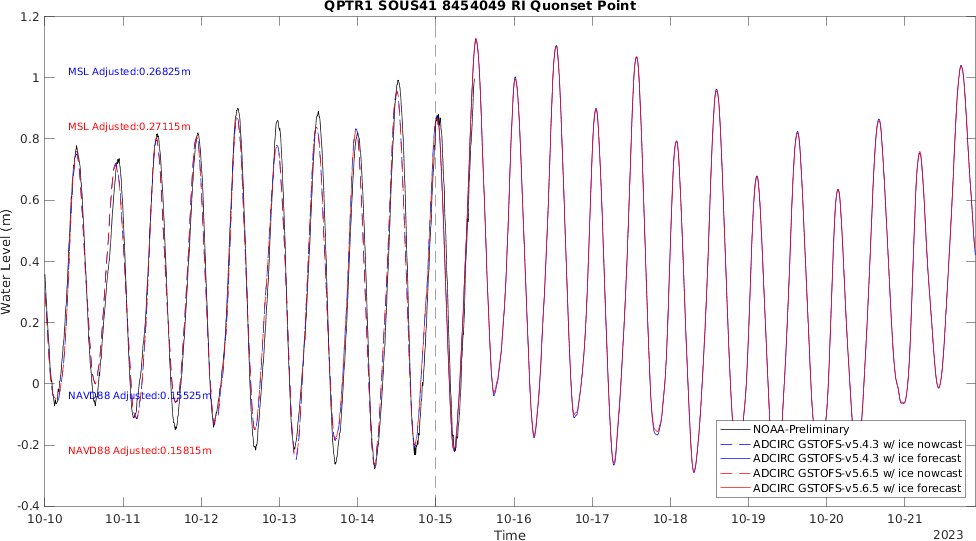 QPTR1 SOUS41 8454049 RI Quonset Point
1.2
1
0.8
0.6
0.4
0.2
0
-0.2
-0.4
Water Level (m)
MSL Adjusted:0.26825m
MSL Adjusted:0.27115m
NAVD88 Adjusted:0.15525m
NAVD88 Adjusted:0.15815m
NOAA-Preliminary
ADCIRC GSTOFS-v5.4.3 w/ ice nowcast
ADCIRC GSTOFS-v5.4.3 w/ ice forecast
ADCIRC GSTOFS-v5.6.5 w/ ice nowcast
ADCIRC GSTOFS-v5.6.5 w/ ice forecast
10-10 10-11 10-12 10-13 10-14 10-15 10-16 10-17 10-18 10-19 10-20 10-21
Time
2023